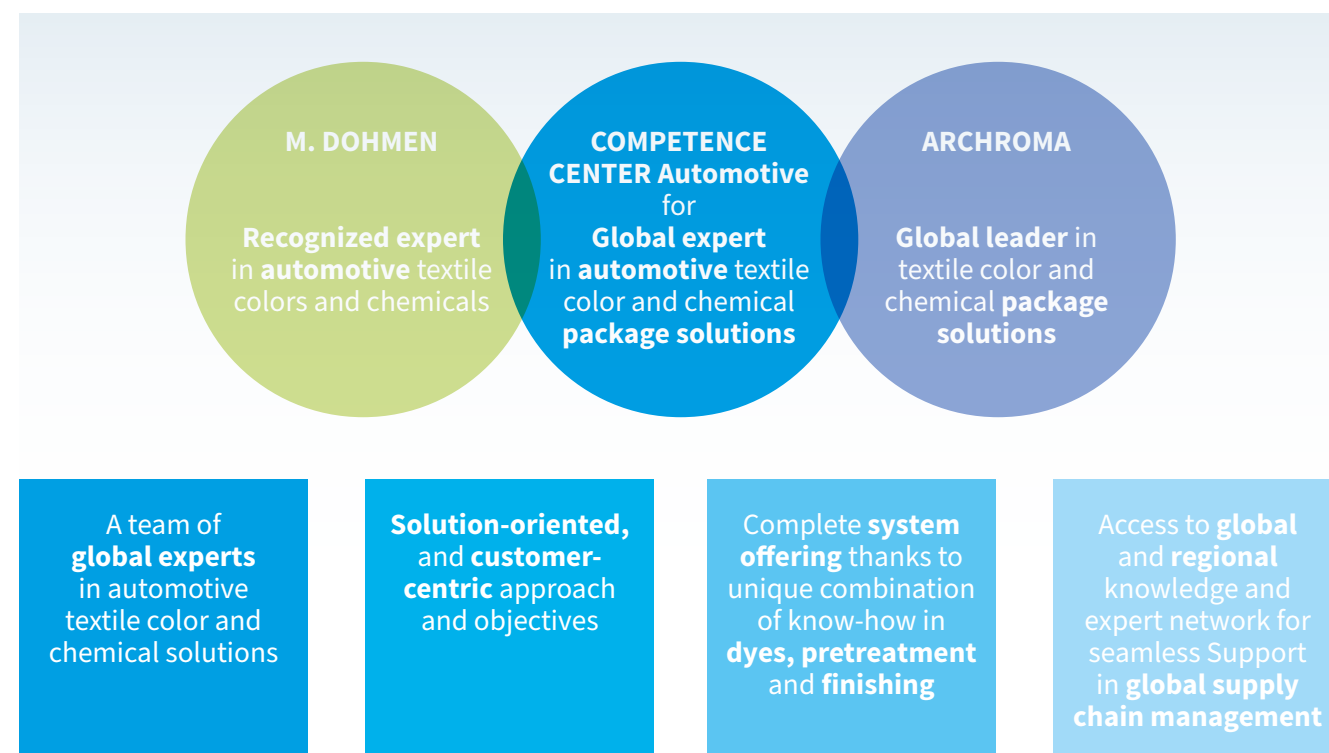 M. DOHMEN
Recognized expert
in automotive textile
colors and chemicals
COMPETENCE
CENTER Automotive
for
Global expert
in automotive textile
color and chemical
package solutions
ARCHROMA
Global leader in
textile color and
chemical package
solutions
A team of
global experts
in automotive
textile color and
chemical solutions
Solution-oriented,
and customer-
centric approach
and objectives
Complete system
offering thanks to
unique combination
of know-how in
dyes, pretreatment
and finishing
Access to global
and regional
knowledge and
expert network for
seamless Support
in global supply
chain management